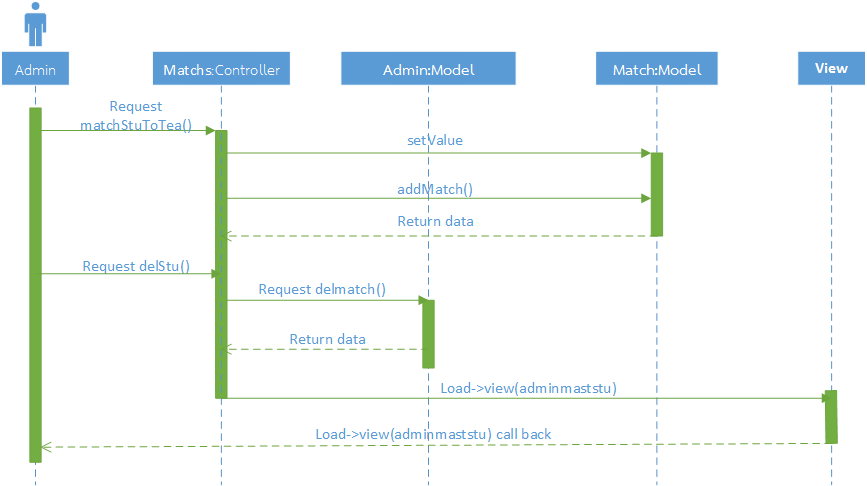 Admin
Matchs:Controller
Admin:Model
Match:Model
View
Request
matchStuToTea()
setValue
addMatch()
Return data
Request delStu()
Request delmatch()
Return data
Load->view(adminmaststu)
Load->view(adminmaststu) call back